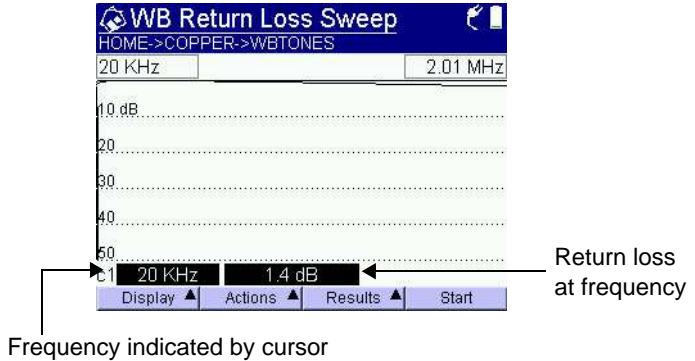 WB Return Loss Sweep
HOME->COPPER->WBTONES
20 KHz 2.01 MHz
10 dB
20
30
40
50
c1 20 KHz 1.4 dB
Display Actions Results Start
Return loss
at frequency
Frequency indicated by cursor